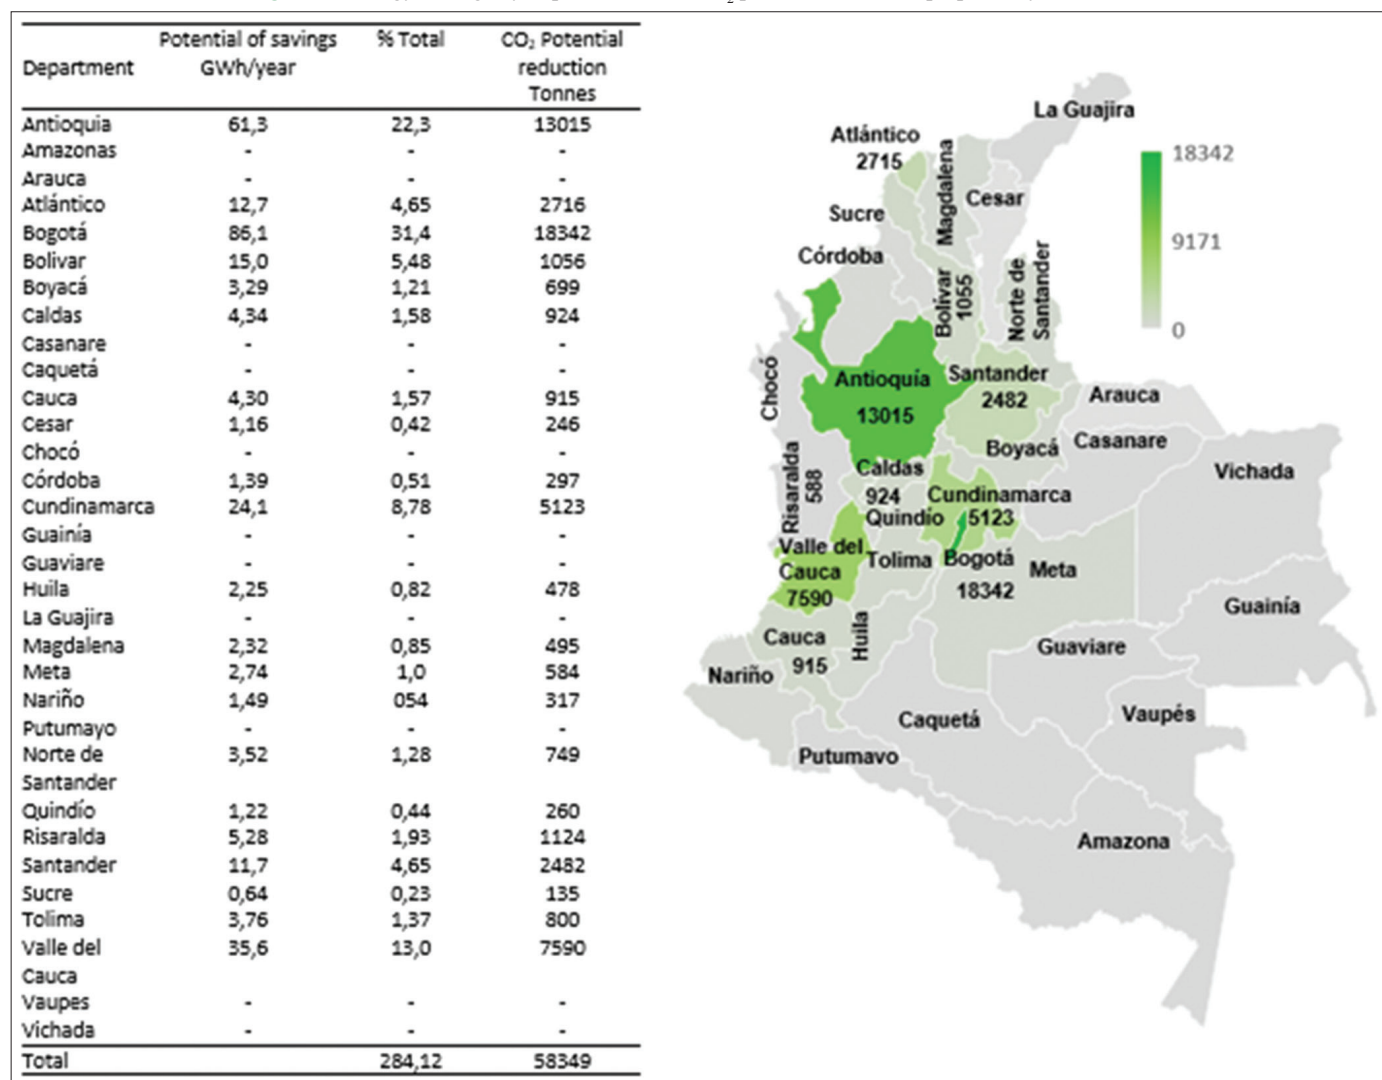 Potential of savings % Total CO₂ Potential
Department GWh/year reduction
Tonnes
Antioquia 61,3 22,3 13015
Amazonas - - -
Arauca - - -
Atlántico 12,7 4,65 2716
Bogotá 86,1 31,4 18342
Bolivar 15,0 5,48 1056
Boyacá 3,29 1,21 699
Caldas 4,34 1,58 924
Casanare - - -
Caquetá - - -
Cauca 4,30 1,57 915
Cesar 1,16 0,42 246
Chocó - - -
Córdoba 1,39 0,51 297
Cundinamarca 24,1 8,78 5123
Guainía - - -
Guaviare - - -
Huila 2,25 0,82 478
La Guajira - - -
Magdalena 2,32 0,85 495
Meta 2,74 1,0 584
Nariño 1,49 054 317
Putumayo - - -
Norte de 3,52 1,28 749
Santander
Quindío 1,22 0,44 260
Risaralda 5,28 1,93 1124
Santander 11,7 4,65 2482
Sucre 0,64 0,23 135
Tolima 3,76 1,37 800
Valle del 35,6 13,0 7590
Cauca
Vaupes - - -
Vichada - - -
Total 284,12 58349
La Guajira
Atlántico
2715
Magdalena
Cesar
Sucre
Córdoba
Bolívar
1055
Norte de
Santander
Chocó
Antioquía
13015
Santander
2482
Arauca
Boyacá
Casanare
Vichada
Risaralda
588
Caldas
924
Cundinamarca
5123
Quindío
Valle del
Cauca
7590
Tolima
Bogotá
18342
Meta
Guainía
Cauca
915
Huila
Guaviare
Nariño
Caquetá
Vaupés
Putumavo
Amazona
18342
9171
0